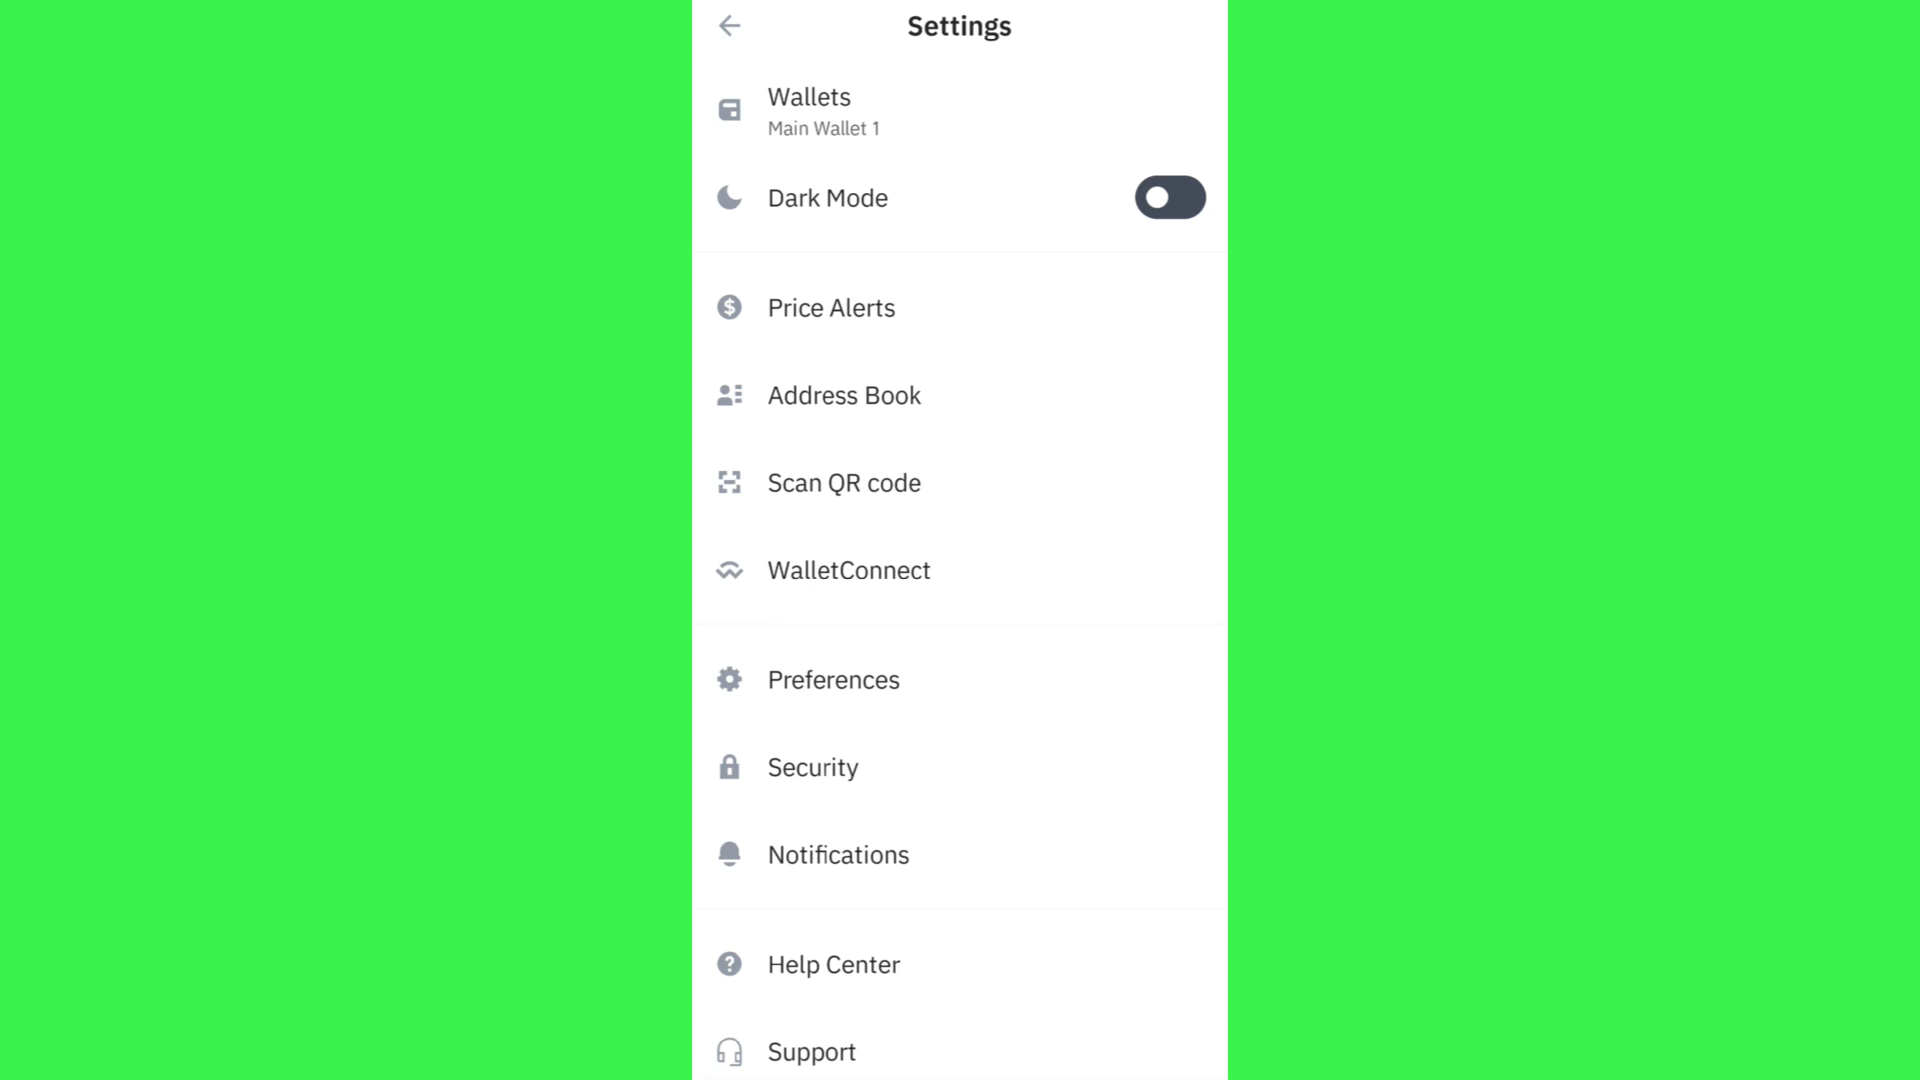 Settings
Wallets
Main Wallet 1
Dark Mode
Price Alerts
Address Book
Scan QR code
WalletConnect
Preferences
Security
Notifications
Help Center
Support